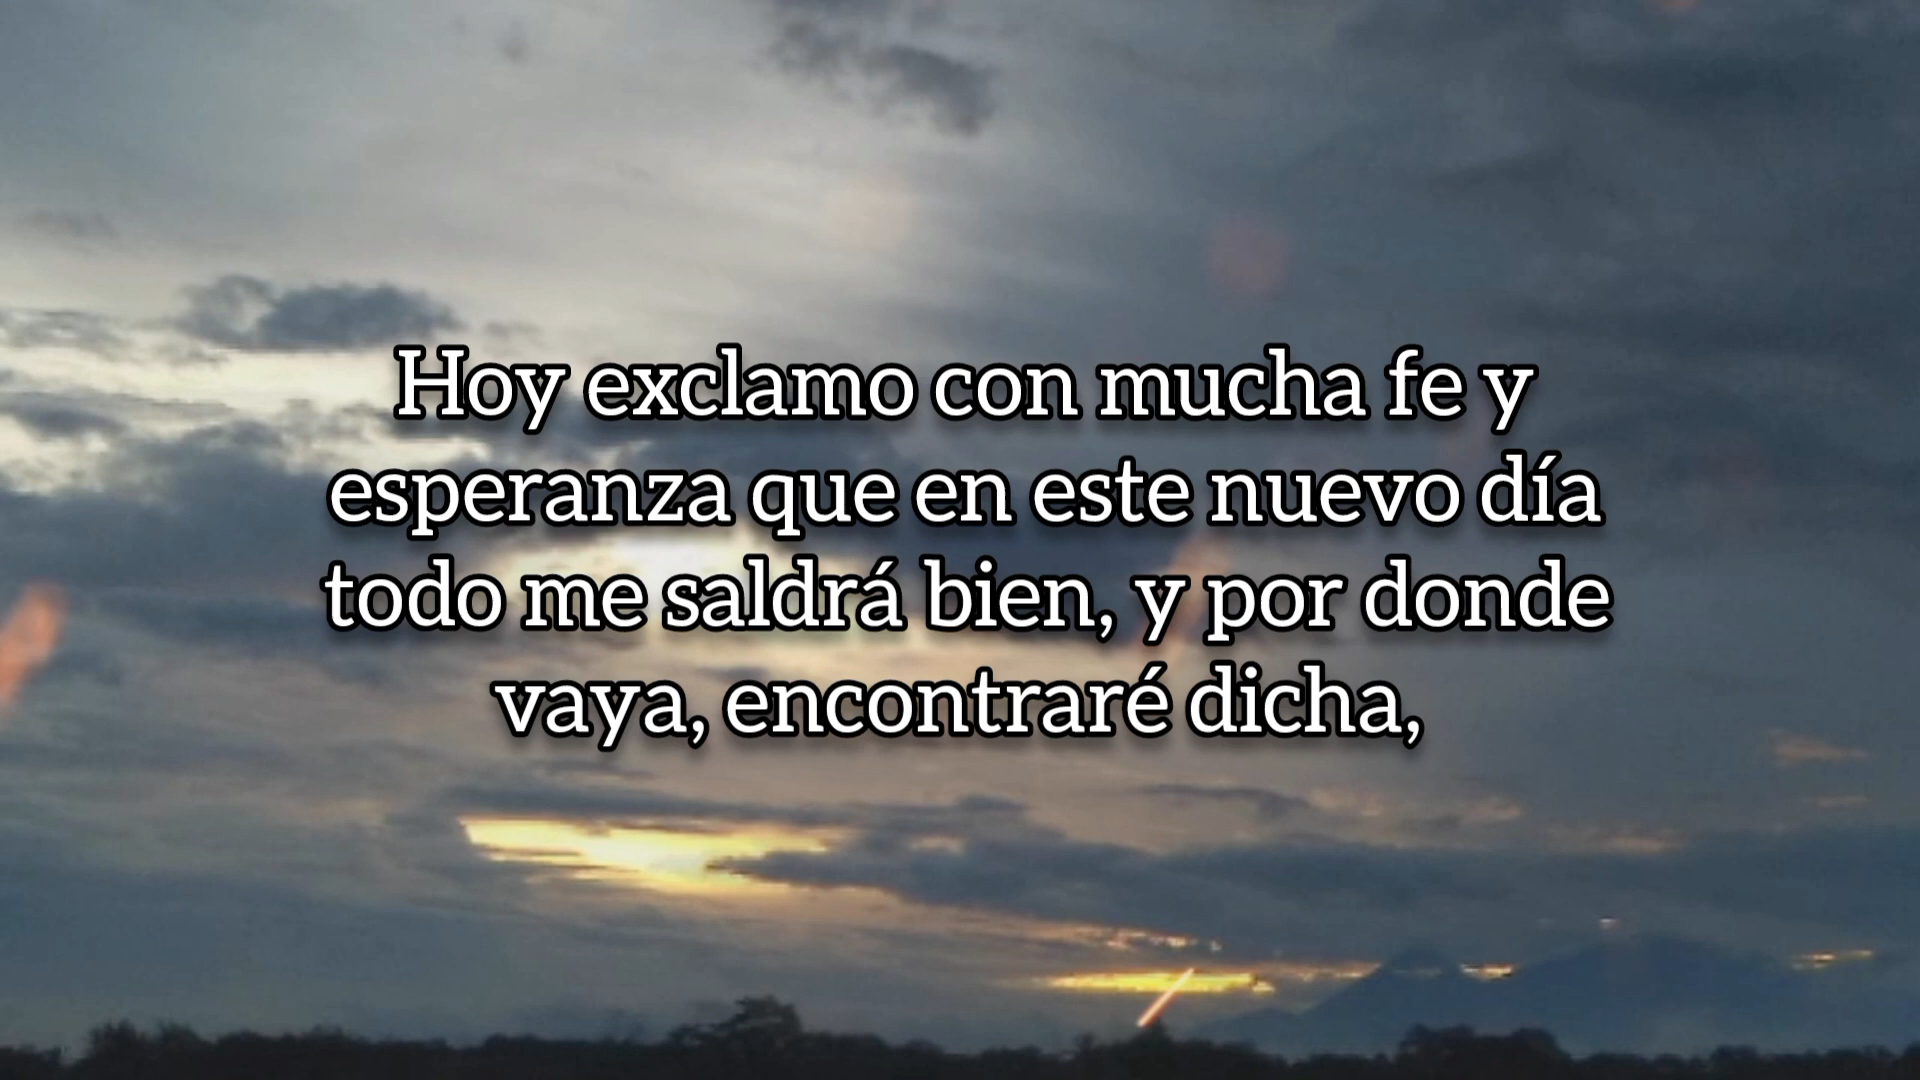 Hoy exclamo con mucha fe y
esperanza que en este nuevo día
todo me saldrá bien, y por donde
vaya, encontraré dicha,